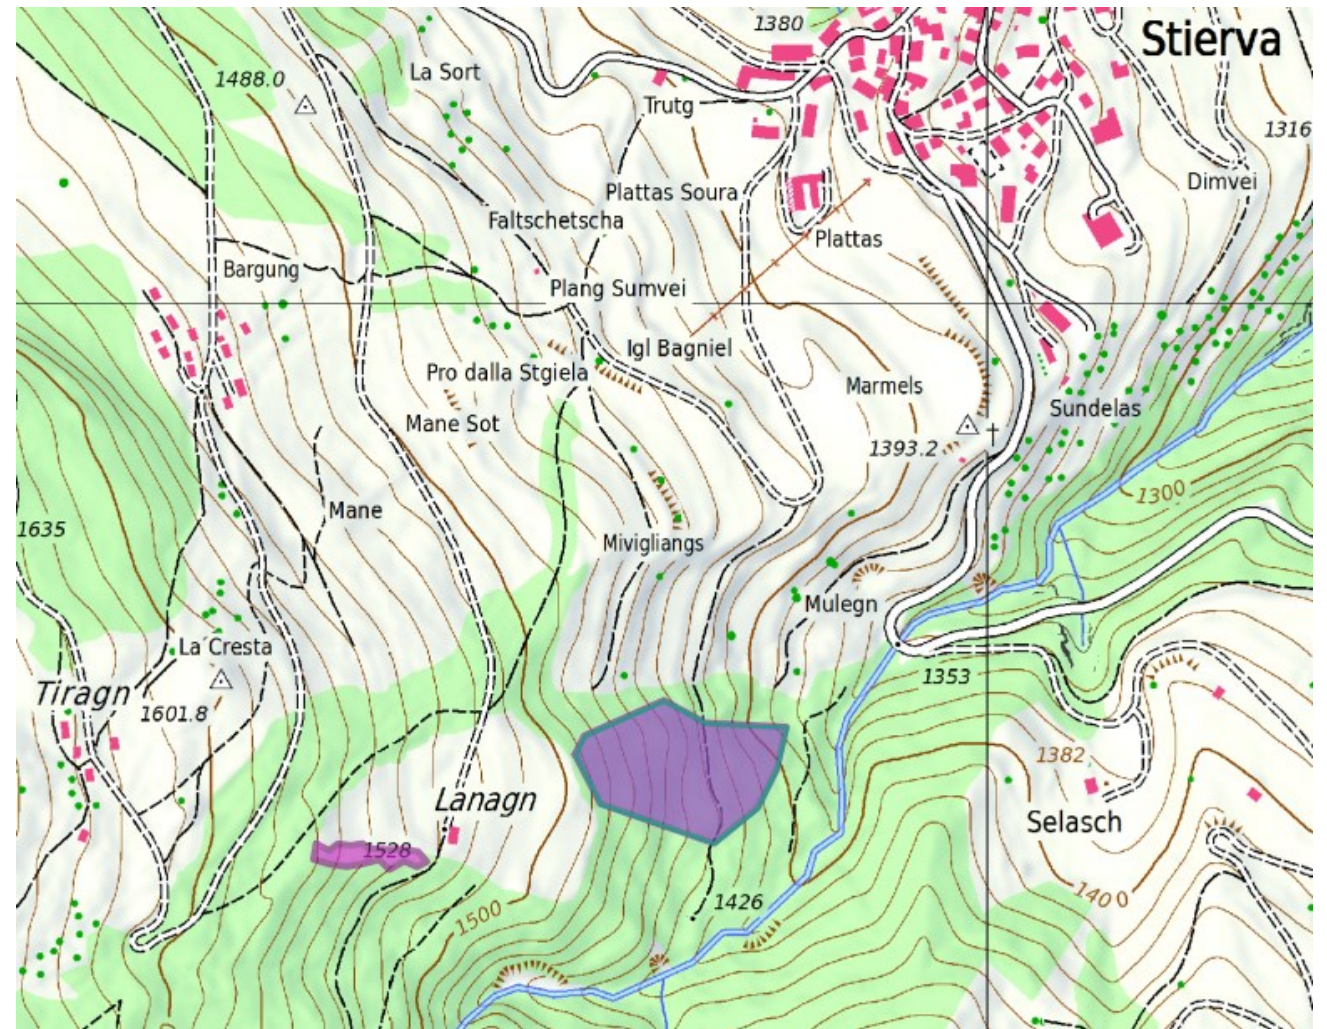 1380
Stierva
La Sort
1488.0
Trutg
1316
Dimvei
Plattas Soura
Faltschetscha
Plattas
Bargung
Plang Sumvei
Igl Bagniel
Pro dalla Stgiela
Marmels
Mane Sot
Sundelas
1393.2
1300
Mane
1635
Mivigliangs
Mulegn
La Cresta
1353
Tiragn
1601.8
1382
Lanagn
Selasch
1528
1400
1426
1500